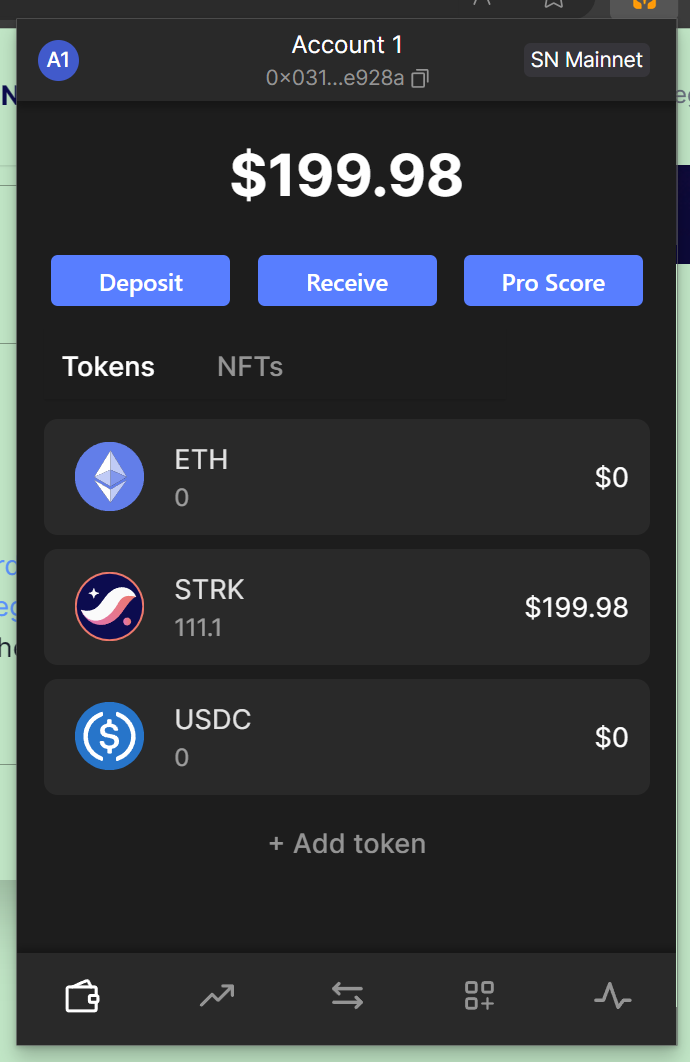 A1
Account 1
0×031...e928a
SN Mainnet
$199.98
Deposit
Receive
Pro Score
Tokens
NFTs
ETH
0
$0
STRK
111.1
$199.98
USDC
0
$0
+ Add token